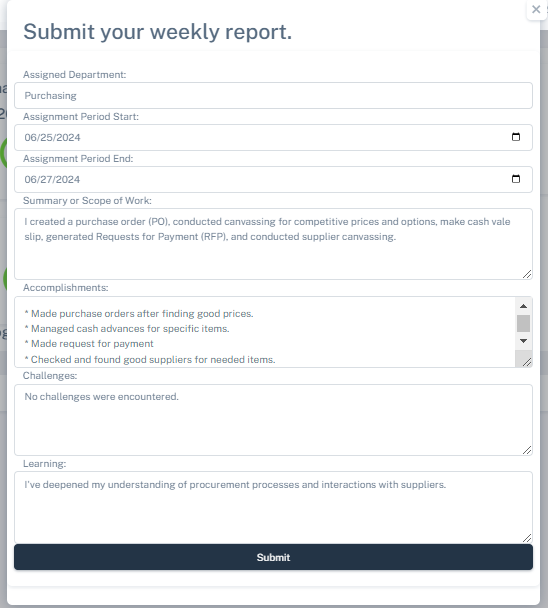 Submit your weekly report.
Assigned Department:
Purchasing
Assignment Period Start:
06/25/2024
Assignment Period End:
06/27/2024
Summary or Scope of Work:
I created a purchase order (PO), conducted canvassing for competitive prices and options, make cash vale
slip, generated Requests for Payment (RFP), and conducted supplier canvassing.
Accomplishments:
* Made purchase orders after finding good prices.
* Managed cash advances for specific items.
* Made request for payment
* Checked and found good suppliers for needed items.
Challenges:
No challenges were encountered.
Learning:
I've deepened my understanding of procurement processes and interactions with suppliers.
Submit